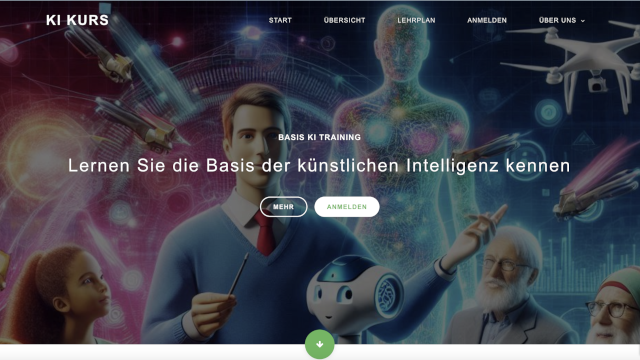 KI KURS
START
ÜBERSICHT
LEHRPLAN
ANMELDEN
ÜBER UNS
BASIS KI TRAINING
Lernen Sie die Basis der künstlichen Intelligenz kennen
MEHR
ANMELDEN